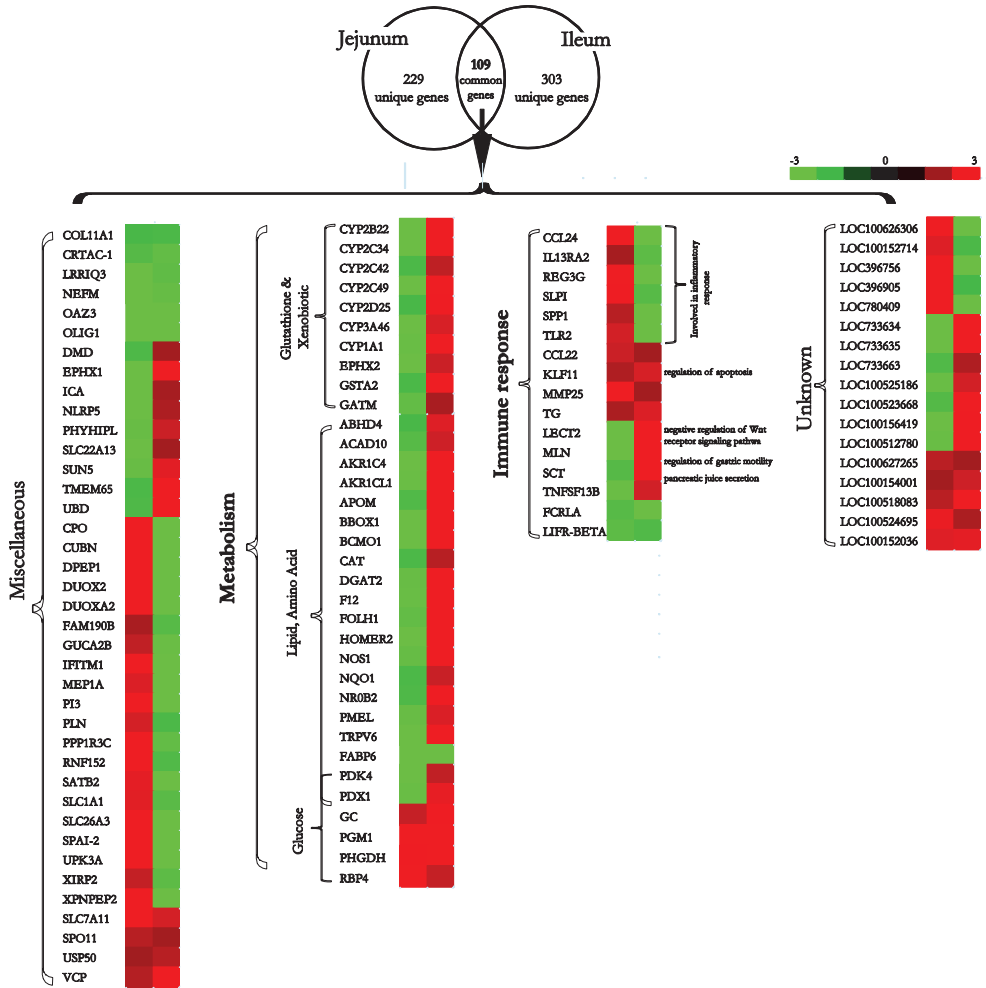 Jejunum
Ileum
229
unique genes
109
common
genes
303
unique genes
-3
0
3
Miscellaneous
COL11A1
CRTAC-1
LRRIQ3
NEFM
OAZ3
OLIG1
DMD
EPHX1
ICA
NLRP5
PHYHIPL
SLC22A13
SUN5
TMEM65
UBD
CPO
CUBN
DPEP1
DUOX2
DUOXA2
FAM190B
GUCA2B
IFITM1
MEP1A
PI3
PLN
PPP1R3C
RNF152
SATB2
SLC1A1
SLC26A3
SPAI-2
UPK3A
XIRP2
XPNPEP2
SLC7A11
SPO11
USP50
VCP
Metabolism
Glutathione &
Xenobiotic
CYP2B22
CYP2C34
CYP2C42
CYP2C49
CYP2D25
CYP3A46
CYP1A1
EPHX2
GSTA2
GATM
Lipid, Amino Acid
ABHD4
ACAD10
AKR1C4
AKR1CL1
APOM
BBOX1
BCMO1
CAT
DGAT2
F12
FOLH1
HOMER2
NOS1
NQO1
NR0B2
PMEL
TRPV6
FABP6
Glucose
PDK4
PDX1
GC
PGM1
PHGDH
RBP4
Immune response
CCL24
IL13RA2
REG3G
SLPI
SPP1
TLR2
CCL22
KLF11
MMP25
TG
LECT2
MLN
SCT
TNFSF13B
FCRLA
LIFR-BETA
Involved in inflammatory
response
regulation of apoptosis
negative regulation of Wnt
receptor signaling pathwa
regulation of gastric motility
pancreatic juice secretion
Unknown
LOC100626306
LOC100152714
LOC396756
LOC396905
LOC780409
LOC733634
LOC733635
LOC733663
LOC100525186
LOC100523668
LOC100156419
LOC100512780
LOC100627265
LOC100154001
LOC100518083
LOC100524695
LOC100152036